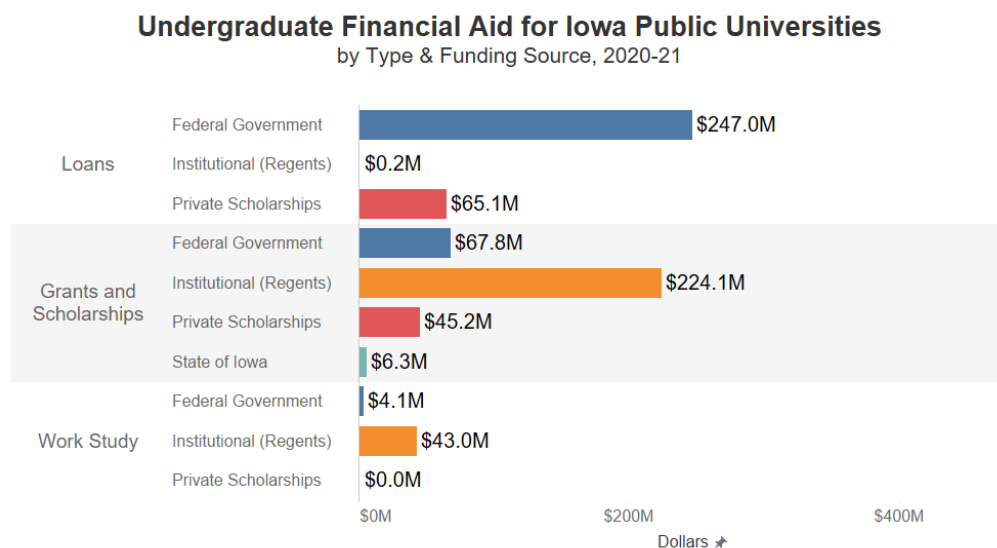 Undergraduate Financial Aid for Iowa Public Universities
by Type & Funding Source, 2020-21
Loans
Federal Government $247.0M
Institutional (Regents) $0.2M
Private Scholarships $65.1M
Grants and
Scholarships
Federal Government $67.8M
Institutional (Regents) $224.1M
Private Scholarships $45.2M
State of Iowa $6.3M
Work Study
Federal Government $4.1M
Institutional (Regents) $43.0M
Private Scholarships $0.0M
$0M $200M $400M
Dollars